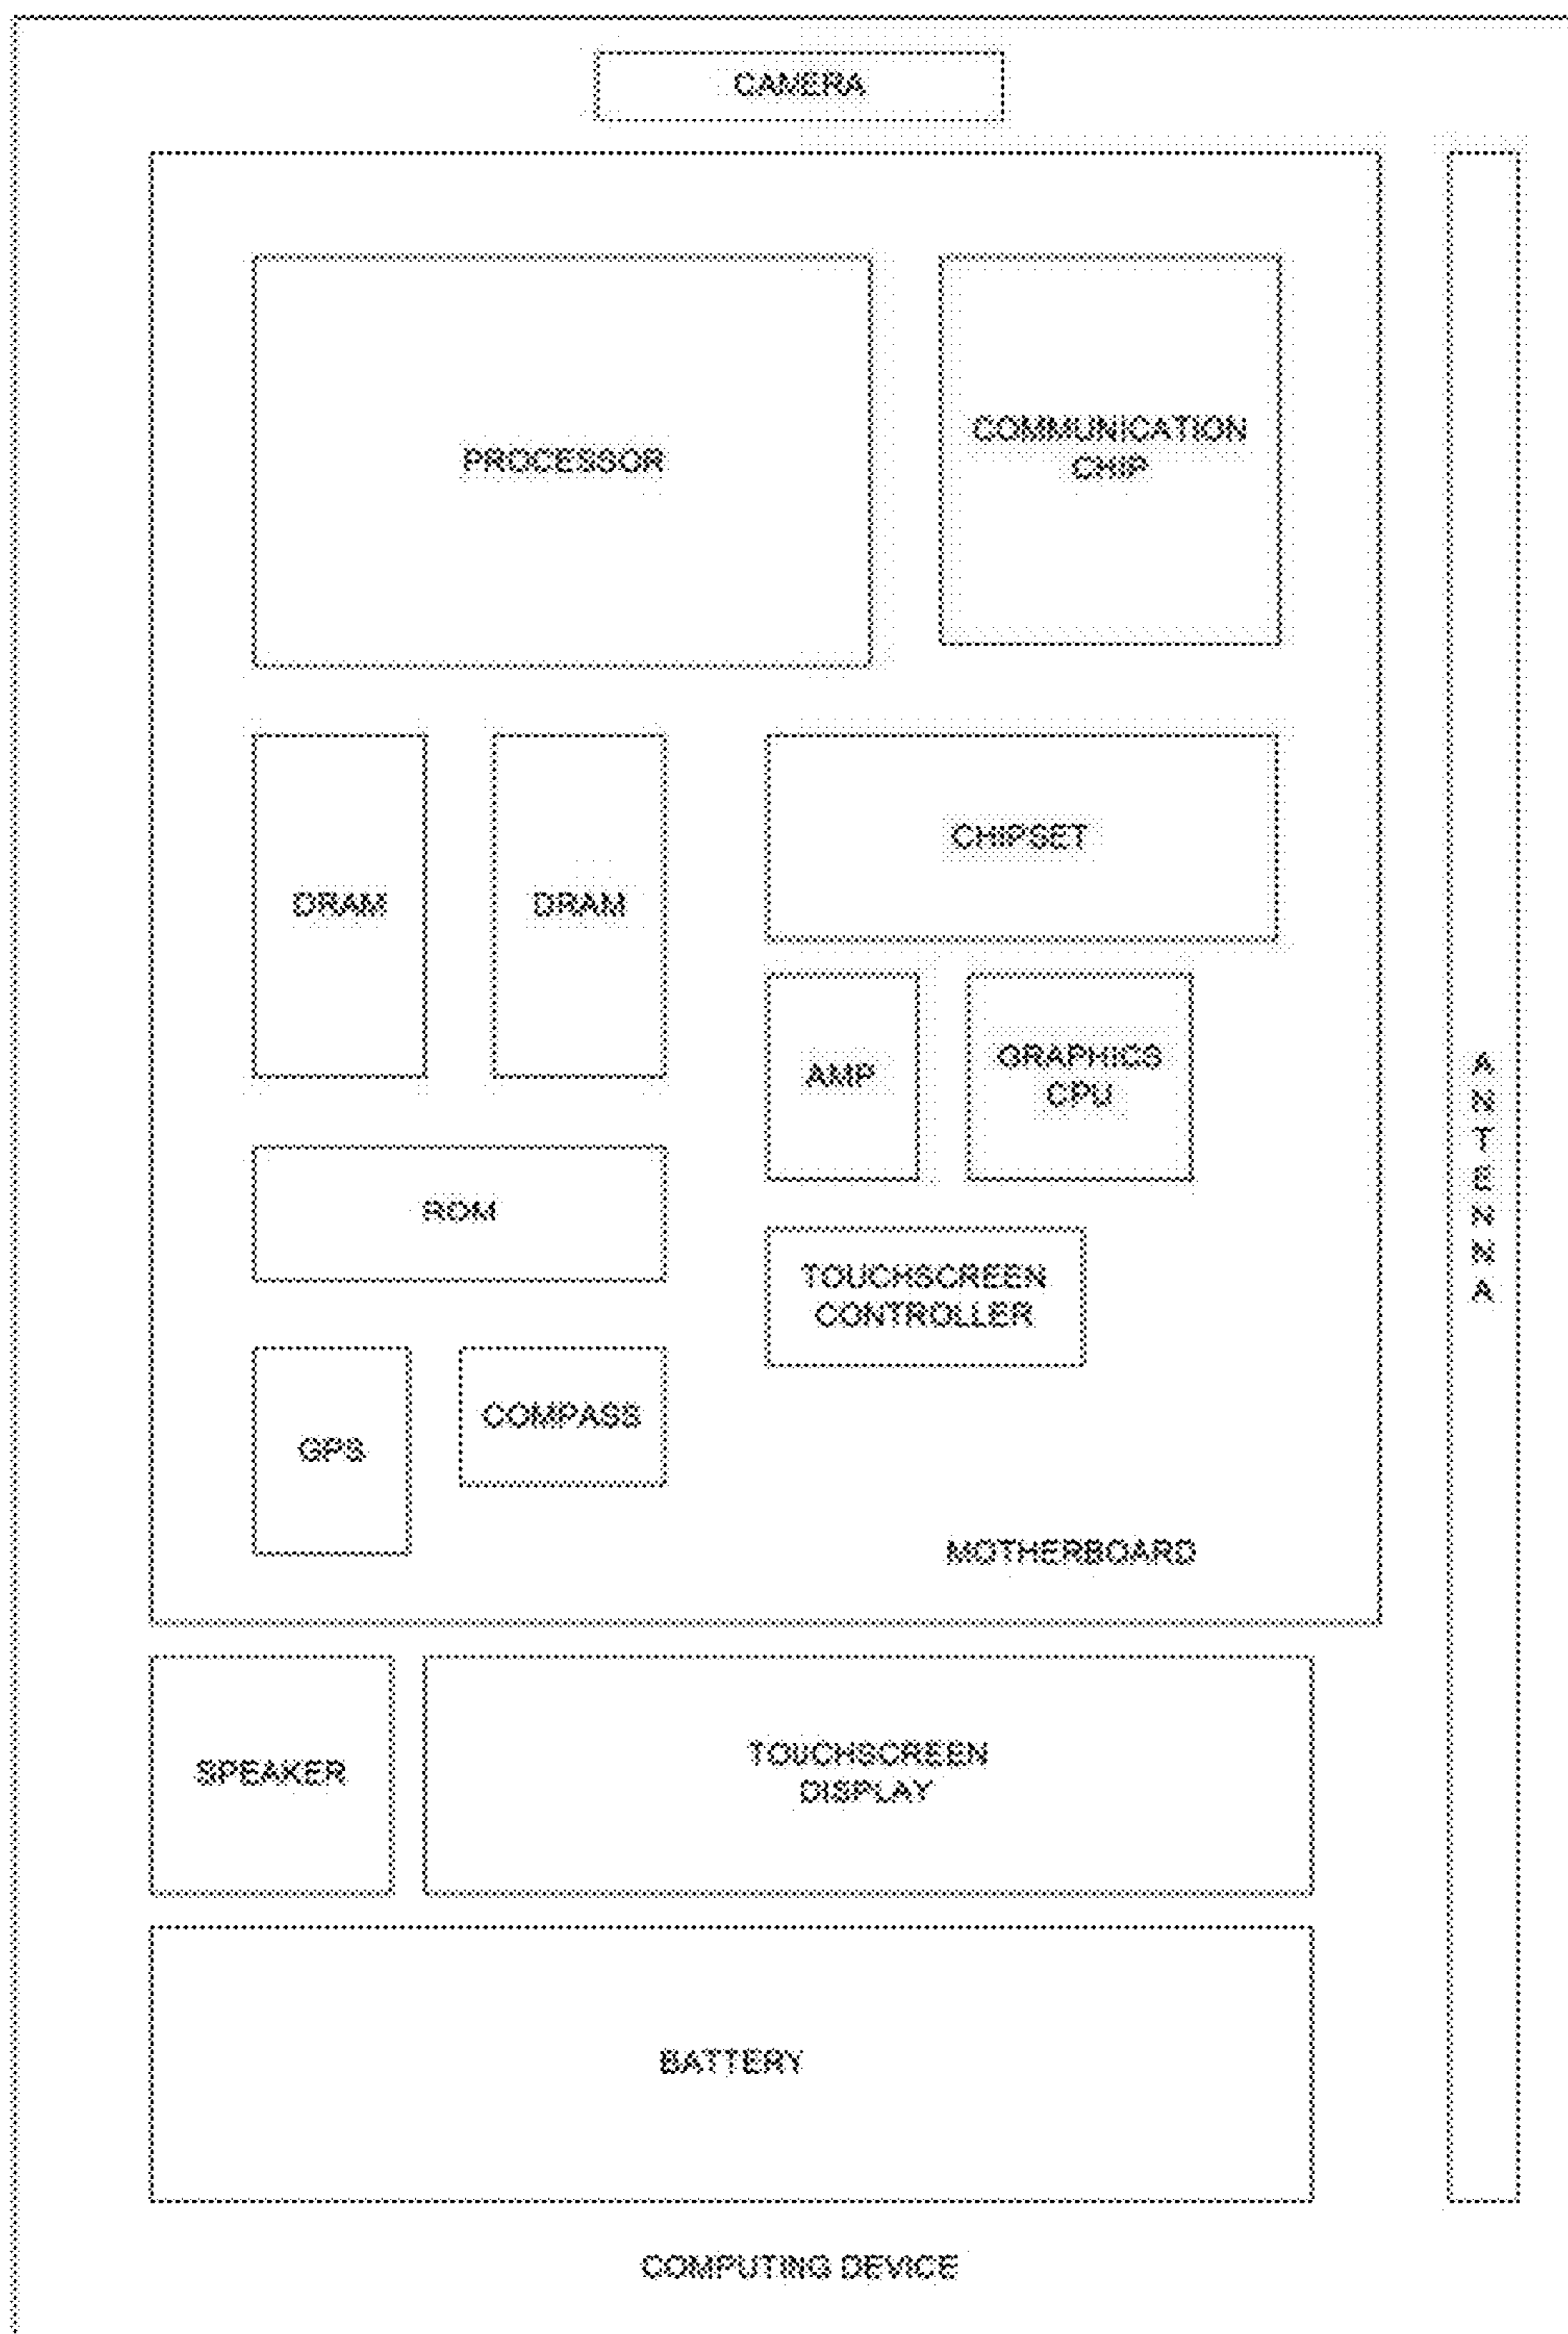 CAMERA
PROCESSOR
COMMUNICATION
CHIP
DRAM
DRAM
CHIPSET
AMP
GRAPHICS
CPU
ROM
TOUCHSCREEN
CONTROLLER
GPS
COMPASS
MOTHERBOARD
ANTENNA
SPEAKER
TOUCHSCREEN
DISPLAY
BATTERY
COMPUTING DEVICE